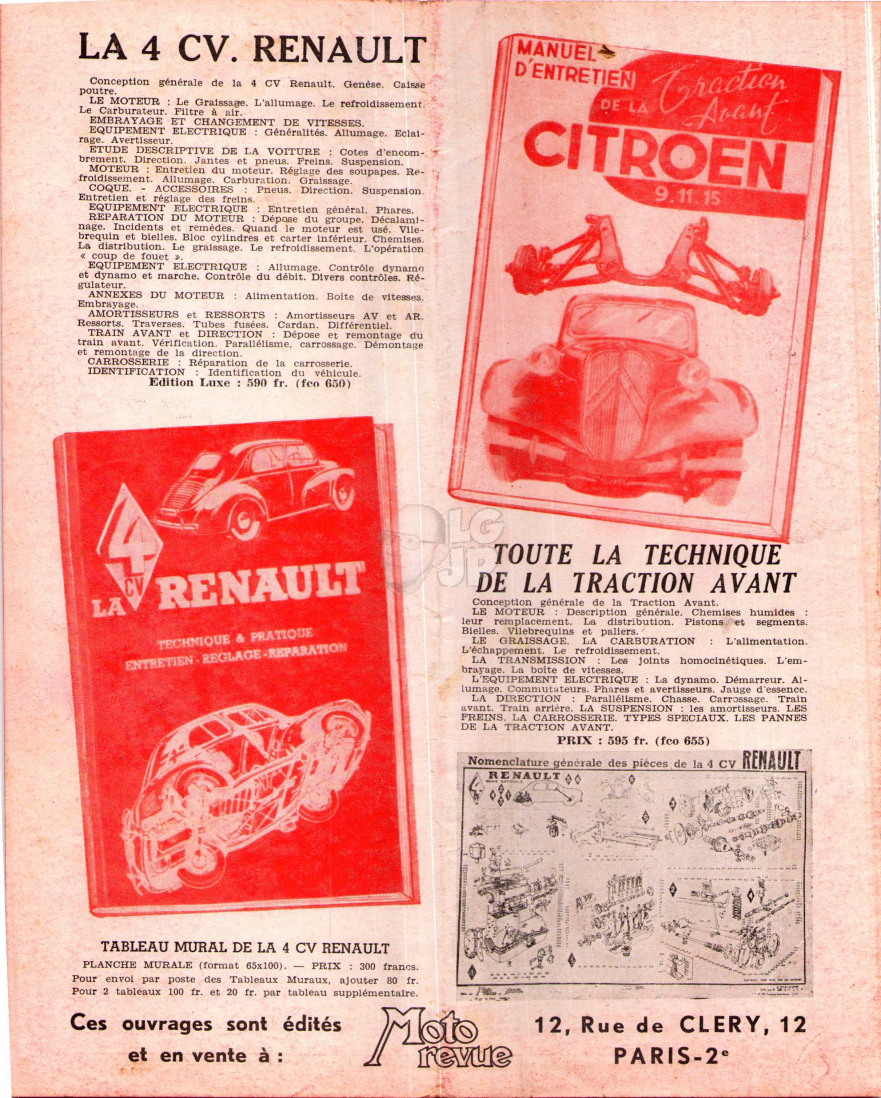 LA 4 CV. RENAULT
Conception générale de la 4 CV Renault. Genèse. Caisse
poutre.
LE MOTEUR : Le Graissage. L'allumage. Le refroidissement.
Le Carburateur. Filtre à air.
EMBRAYAGE ET CHANGEMENT DE VITESSES.
EQUIPEMENT ELECTRIQUE : Généralités. Allumage. Eclai-
rage. Avertisseur.
ETUDE DESCRIPTIVE DE LA VOITURE : Cotes d'encom-
brement. Direction. Jantes et pneus. Freins. Suspension.
MOTEUR : Entretien du moteur. Réglage des soupapes. Re-
froidissement. Allumage. Carburation. Graissage.
COQUE. - ACCESSOIRES : Pneus. Direction. Suspension.
Entretien et réglage des freins.
EQUIPEMENT ELECTRIQUE : Entretien général. Phares.
REPARATION DU MOTEUR : Dépose du groupe. Décalami-
nage. Incidents et remèdes. Quand le moteur est usé. Vile-
brequin et bielles. Bloc cylindres et carter inférieur. Chemises.
La distribution. Le graissage. Le refroidissement. L'opération
« coup de fouet ».
EQUIPEMENT ELECTRIQUE : Allumage. Contrôle dynamo
et dynamo et marche. Contrôle du débit. Divers contrôles. Ré-
gulateur.
ANNEXES DU MOTEUR : Alimentation. Boite de vitesses.
Embrayage.
AMORTISSEURS et RESSORTS : Amortisseurs AV et AR.
Ressorts. Traverses. Tubes fusées. Cardan. Différentiel.
TRAIN AVANT et DIRECTION : Dépose et remontage du
train avant. Vérification. Parallélisme, carrossage. Démontage
et remontage de la direction.
CARROSSERIE : Réparation de la carrosserie.
IDENTIFICATION : Identification du véhicule.
Edition Luxe : 590 fr. (fco 650)
4
CV
LA RENAULT
TECHNIQUE & PRATIQUE
ENTRETIEN - REGLAGE - REPARATION
TABLEAU MURAL DE LA 4 CV RENAULT
PLANCHE MURALE (format 65x100). — PRIX : 300 francs.
Pour envoi par poste des Tableaux Muraux, ajouter 80 fr.
Pour 2 tableaux 100 fr. et 20 fr. par tableau supplémentaire.
MANUEL
D'ENTRETIEN
DE LA Traction
Avant
CITROEN
9.11.15
LG
JP
TOUTE LA TECHNIQUE
DE LA TRACTION AVANT
Conception générale de la Traction Avant.
LE MOTEUR : Description générale. Chemises humides :
leur remplacement. La distribution. Pistons et segments.
Bielles. Vilebrequins et paliers.
LE GRAISSAGE. LA CARBURATION : L'alimentation.
L'échappement. Le refroidissement.
LA TRANSMISSION : Les joints homocinétiques. L'em-
brayage. La boîte de vitesses.
L'EQUIPEMENT ELECTRIQUE : La dynamo. Démarreur. Al-
lumage. Commutateurs. Phares et avertisseurs. Jauge d'essence.
LA DIRECTION : Parallélisme. Chasse. Carrossage. Train
avant. Train arrière. LA SUSPENSION : les amortisseurs. LES
FREINS. LA CARROSSERIE. TYPES SPECIAUX. LES PANNES
DE LA TRACTION AVANT.
PRIX : 595 fr. (fco 655)
Nomenclature générale des pièces de la 4 CV RENAULT
RENAULT
Ces ouvrages sont édités
et en vente à :
Moto
revue
12, Rue de CLERY, 12
PARIS-2e